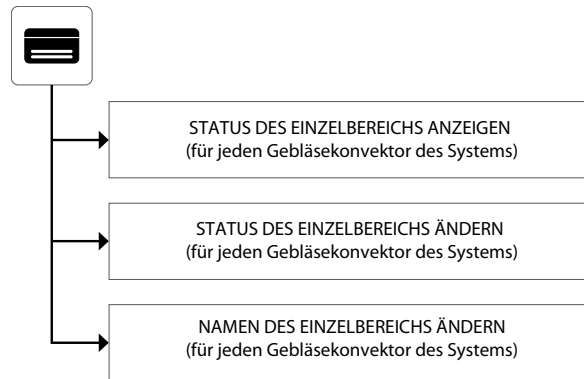 STATUS DES EINZELBEREICHS ANZEIGEN
(für jeden Gebläsekonvektor des Systems)
STATUS DES EINZELBEREICHS ÄNDERN
(für jeden Gebläsekonvektor des Systems)
NAMEN DES EINZELBEREICHS ÄNDERN
(für jeden Gebläsekonvektor des Systems)